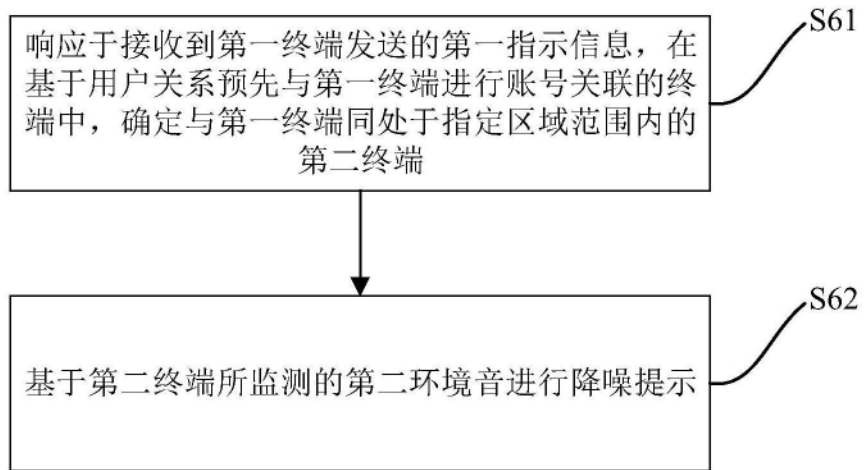 响应于接收到第一终端发送的第一指示信息，在
基于用户关系预先与第一终端进行账号关联的终
端中，确定与第一终端同处于指定区域范围内的
第二终端
S61
基于第二终端所监测的第二环境音进行降噪提示
S62